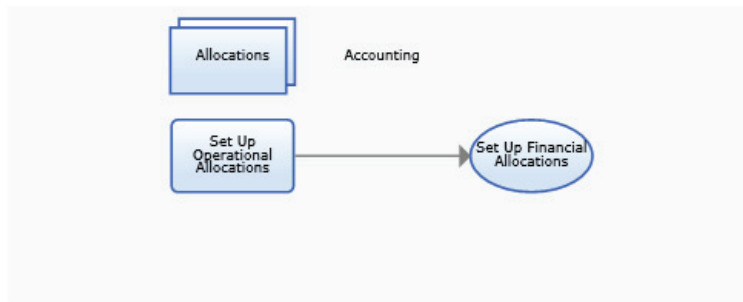 Allocations
Accounting
Set Up
Operational
Allocations
Set Up Financial
Allocations